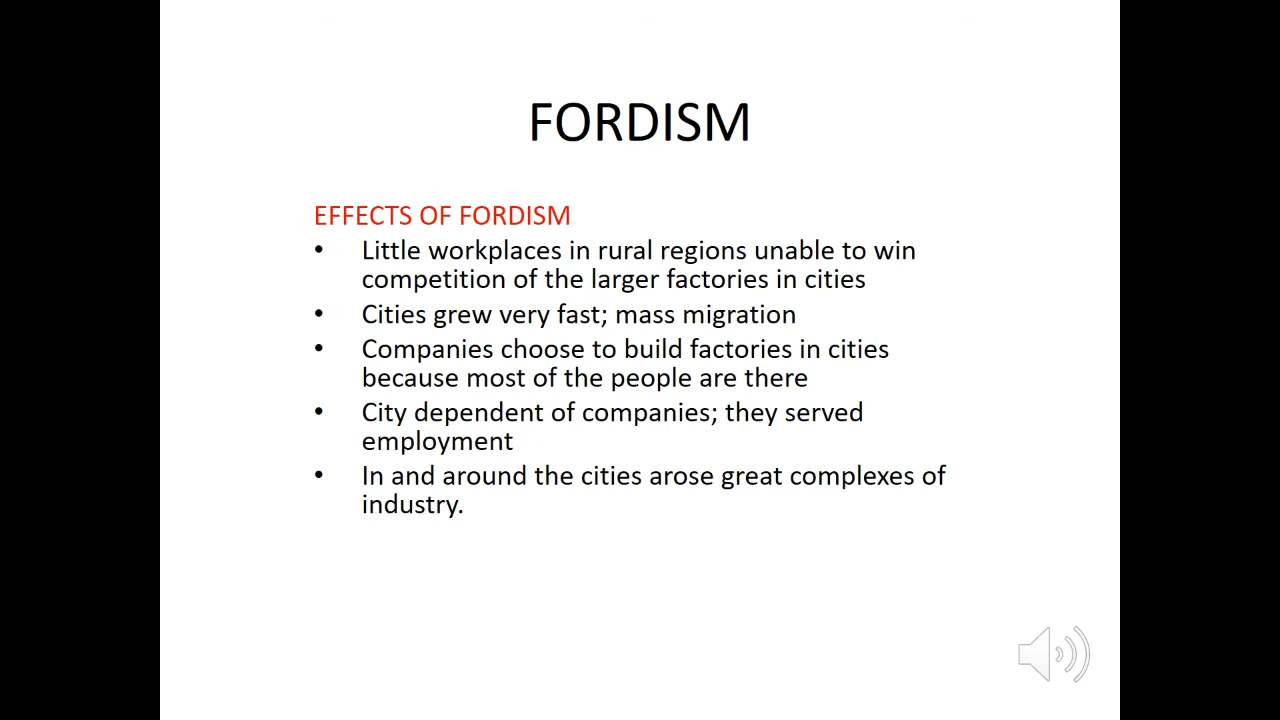 FORDISM
EFFECTS OF FORDISM
• Little workplaces in rural regions unable to win
competition of the larger factories in cities
• Cities grew very fast; mass migration
• Companies choose to build factories in cities
because most of the people are there
• City dependent of companies; they served
employment
• In and around the cities arose great complexes of
industry.